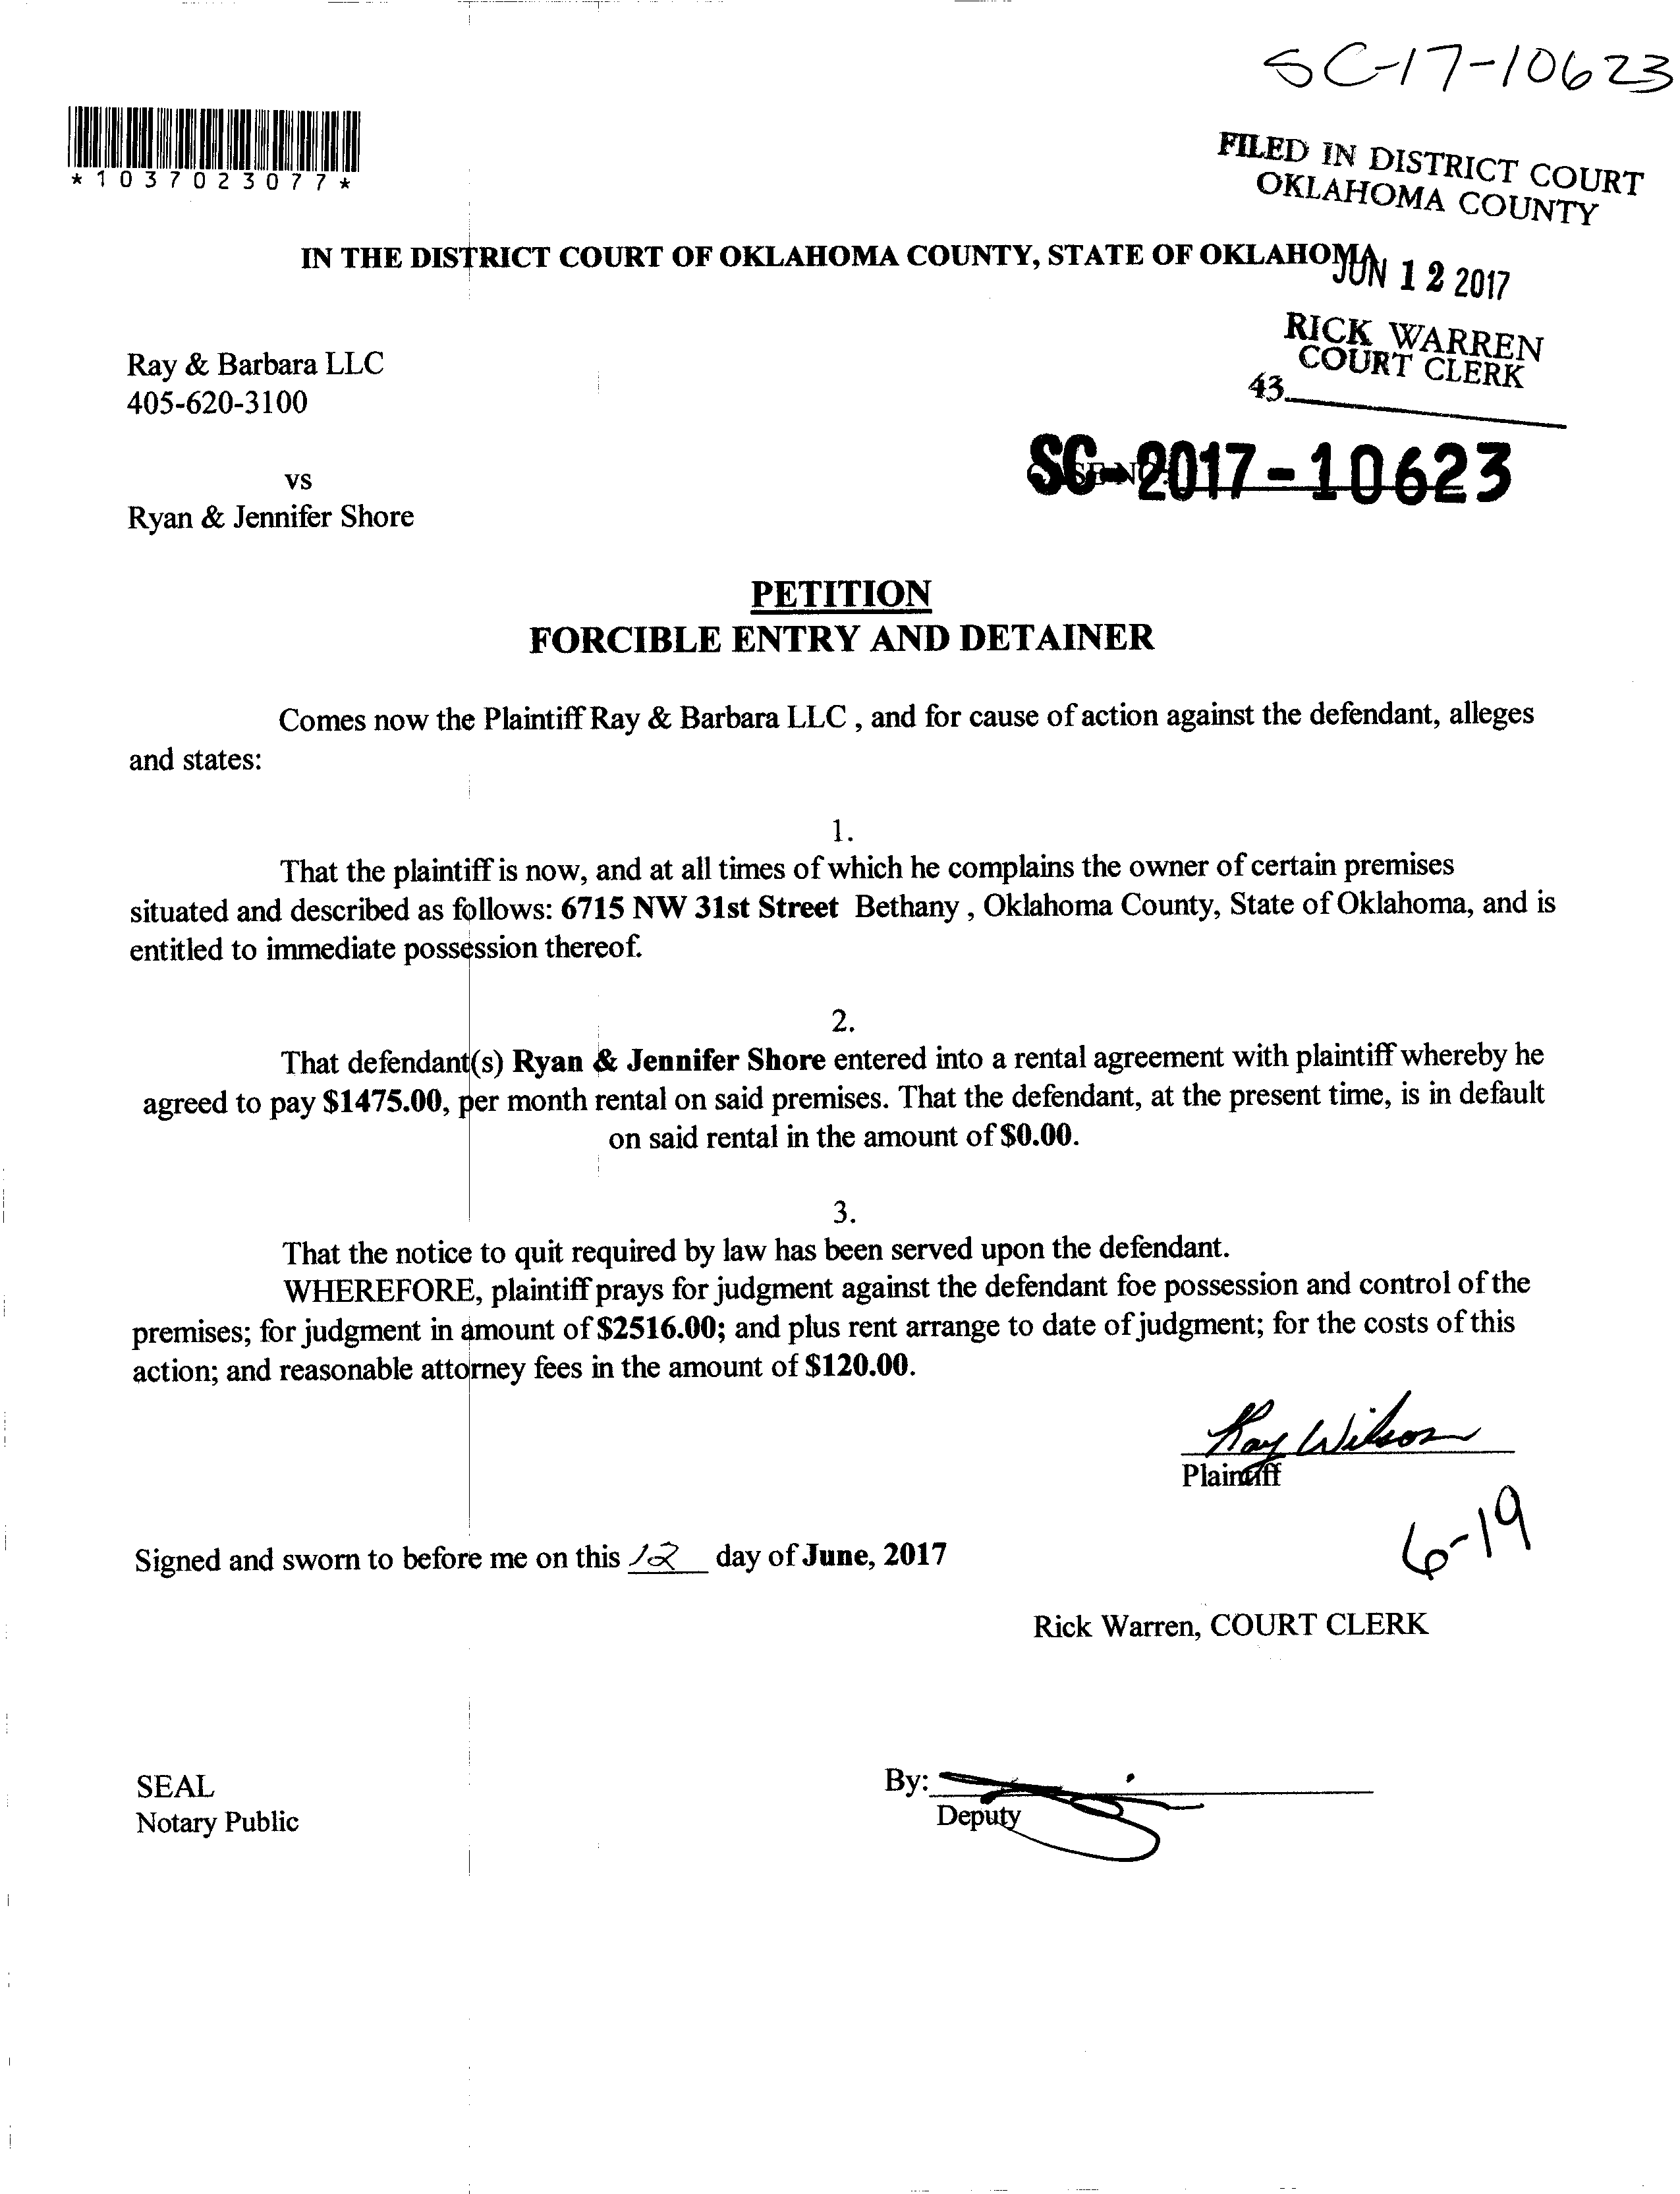 SC-17-10623
*1037023077*
FILED IN DISTRICT COURT
OKLAHOMA COUNTY
IN THE DISTRICT COURT OF OKLAHOMA COUNTY, STATE OF OKLAHOMA
JUN 12 2017
RICK WARREN
COURT CLERK
43
Ray & Barbara LLC
405-620-3100
SC-2017-10623
vs
Ryan & Jennifer Shore
PETITION
FORCIBLE ENTRY AND DETAINER
Comes now the Plaintiff Ray & Barbara LLC , and for cause of action against the defendant, alleges
and states:
1.
That the plaintiff is now, and at all times of which he complains the owner of certain premises
situated and described as follows: 6715 NW 31st Street Bethany , Oklahoma County, State of Oklahoma, and is
entitled to immediate possession thereof.
2.
That defendant(s) Ryan & Jennifer Shore entered into a rental agreement with plaintiff whereby he
agreed to pay $1475.00, per month rental on said premises. That the defendant, at the present time, is in default
on said rental in the amount of $0.00.
3.
That the notice to quit required by law has been served upon the defendant.
WHEREFORE, plaintiff prays for judgment against the defendant foe possession and control of the
premises; for judgment in amount of $2516.00; and plus rent arrange to date of judgment; for the costs of this
action; and reasonable attorney fees in the amount of $120.00.
Ray Wilson
Plaintiff
6-19
Signed and sworn to before me on this 12 day of June, 2017
Rick Warren, COURT CLERK
SEAL
Notary Public
By:
Deputy